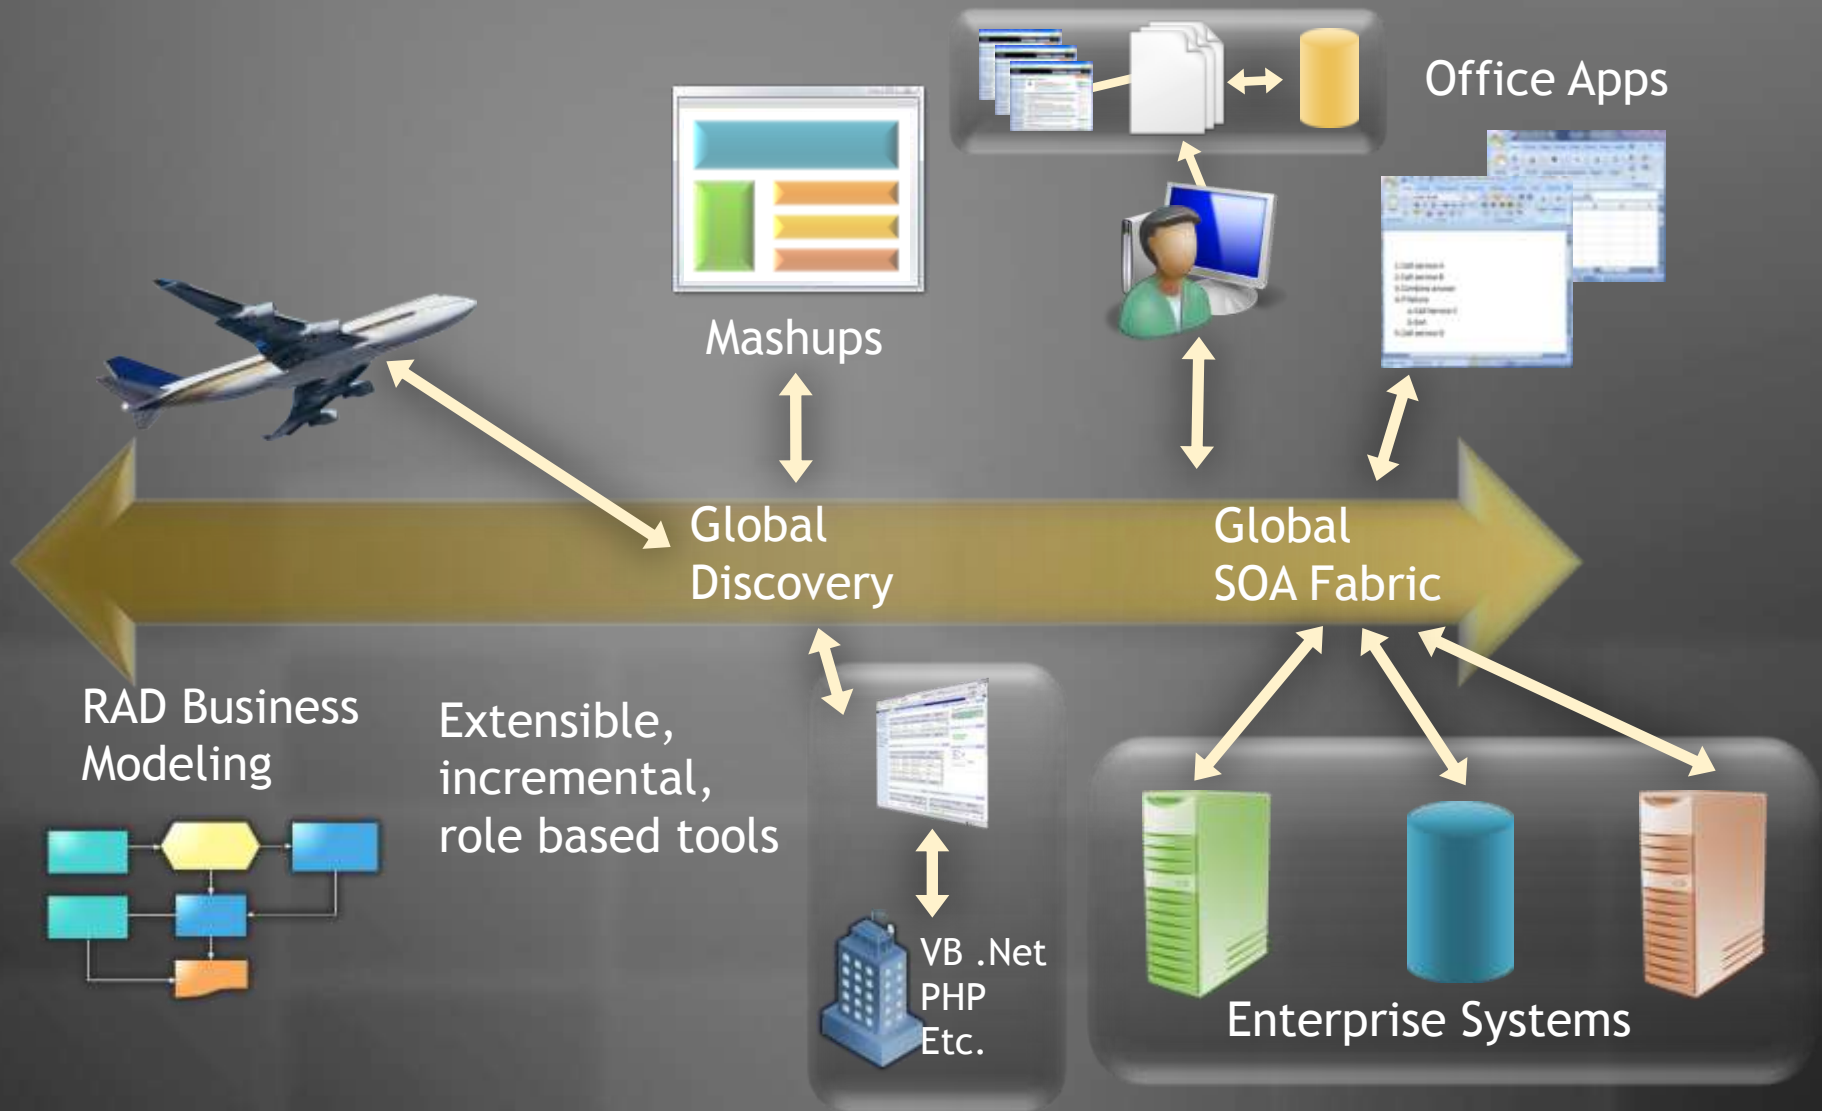 Office Apps
Mashups
Global
Discovery
Global
SOA Fabric
RAD Business
Modeling
Extensible,
incremental,
role based tools
VB .Net
PHP
Etc.
Enterprise Systems